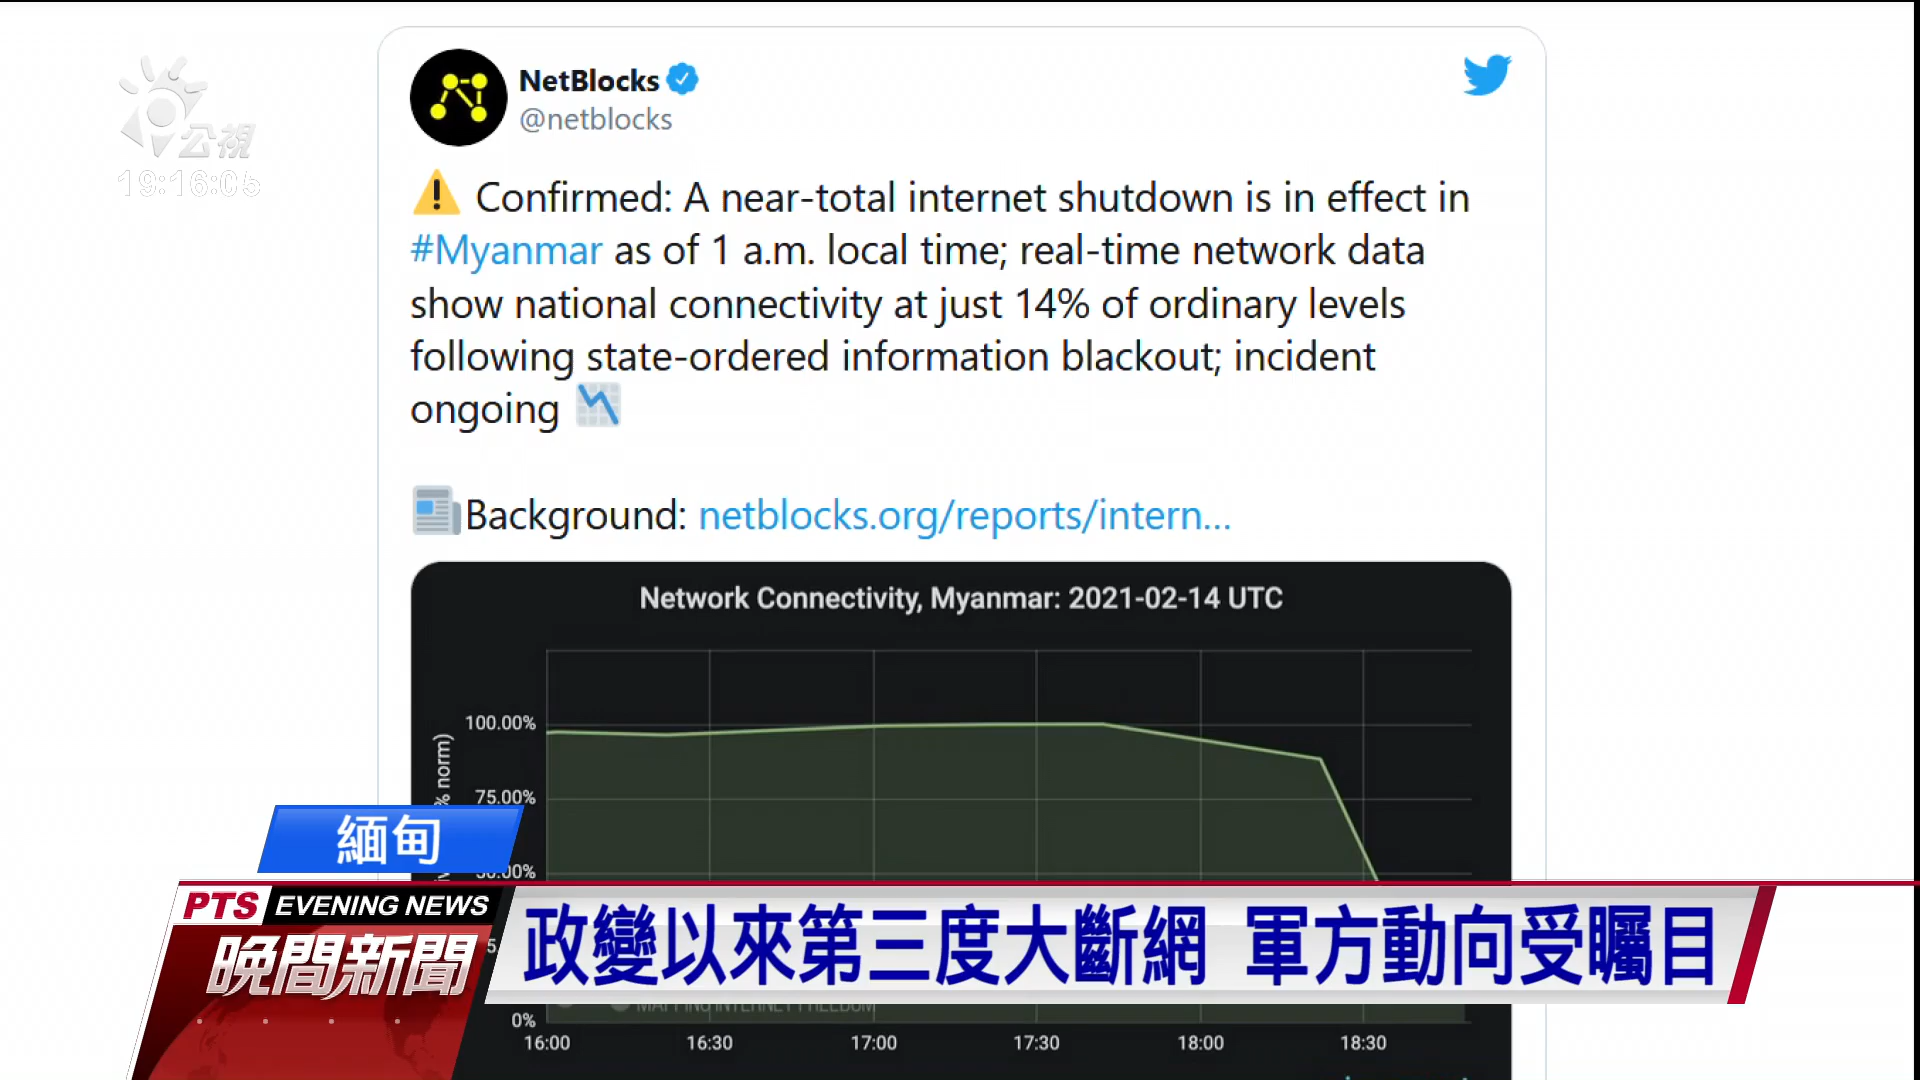 公視
19:16:05
NetBlocks
@netblocks
Confirmed: A near-total internet shutdown is in effect in
#Myanmar as of 1 a.m. local time; real-time network data
show national connectivity at just 14% of ordinary levels
following state-ordered information blackout; incident
ongoing
Background: netblocks.org/reports/intern...
Network Connectivity, Myanmar: 2021-02-14 UTC
100.00%
75.00%
% norm)
緬甸
PTS EVENING NEWS
晚間新聞
政變以來第三度大斷網 軍方動向受矚目
MAPPING INTERNET FREEDOM
0%
16:00 16:30 17:00 17:30 18:00 18:30